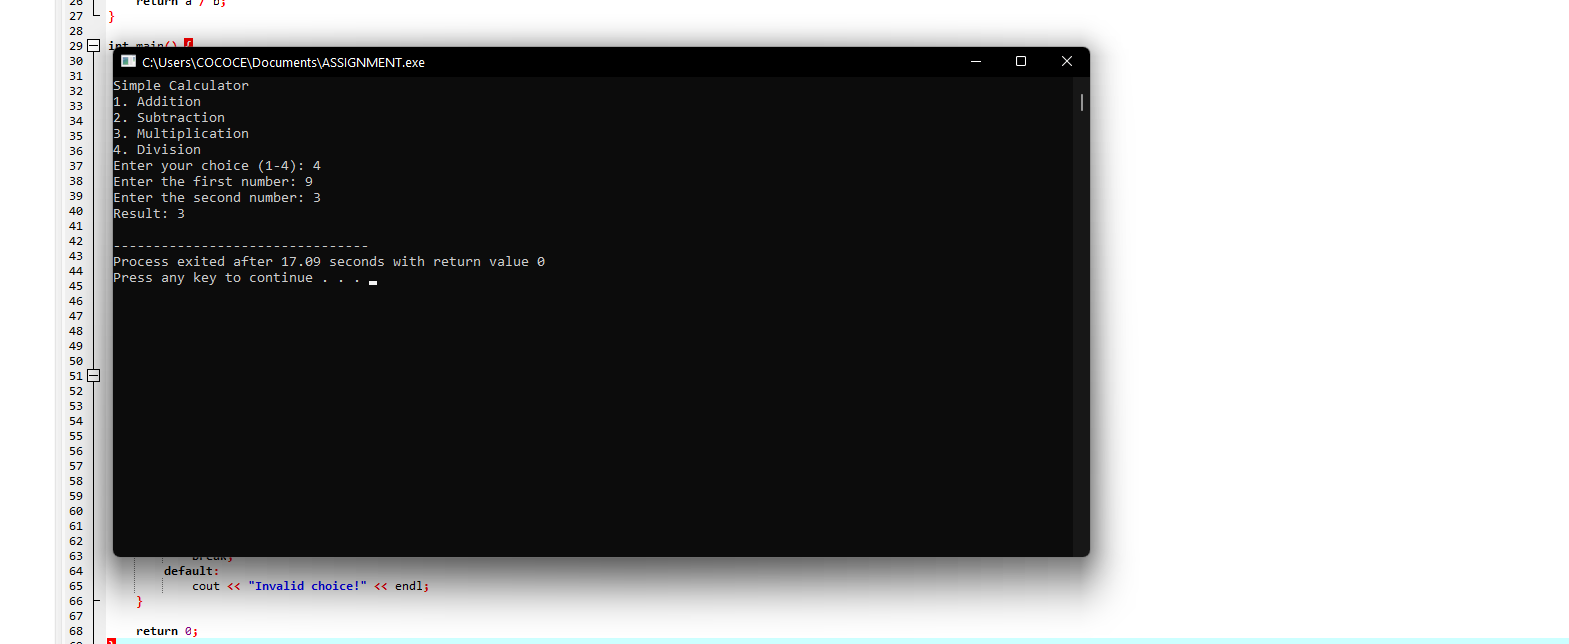 26 return a / b;
27 }
28
29 int main() {
C:\Users\COCOCE\Documents\ASSIGNMENT.exe
30
31 Simple Calculator
32 1. Addition
33 2. Subtraction
34 3. Multiplication
35 4. Division
36 Enter your choice (1-4): 4
37 Enter the first number: 9
38 Enter the second number: 3
39 Result: 3
40
41 --------------------------------
42 Process exited after 17.09 seconds with return value 0
43 Press any key to continue . . .
44
45
46
47
48
49
50
51
52
53
54
55
56
57
58
59
60
61
62
63 break;
64 default:
65 cout << "Invalid choice!" << endl;
66 }
67
68 return 0;
69 }